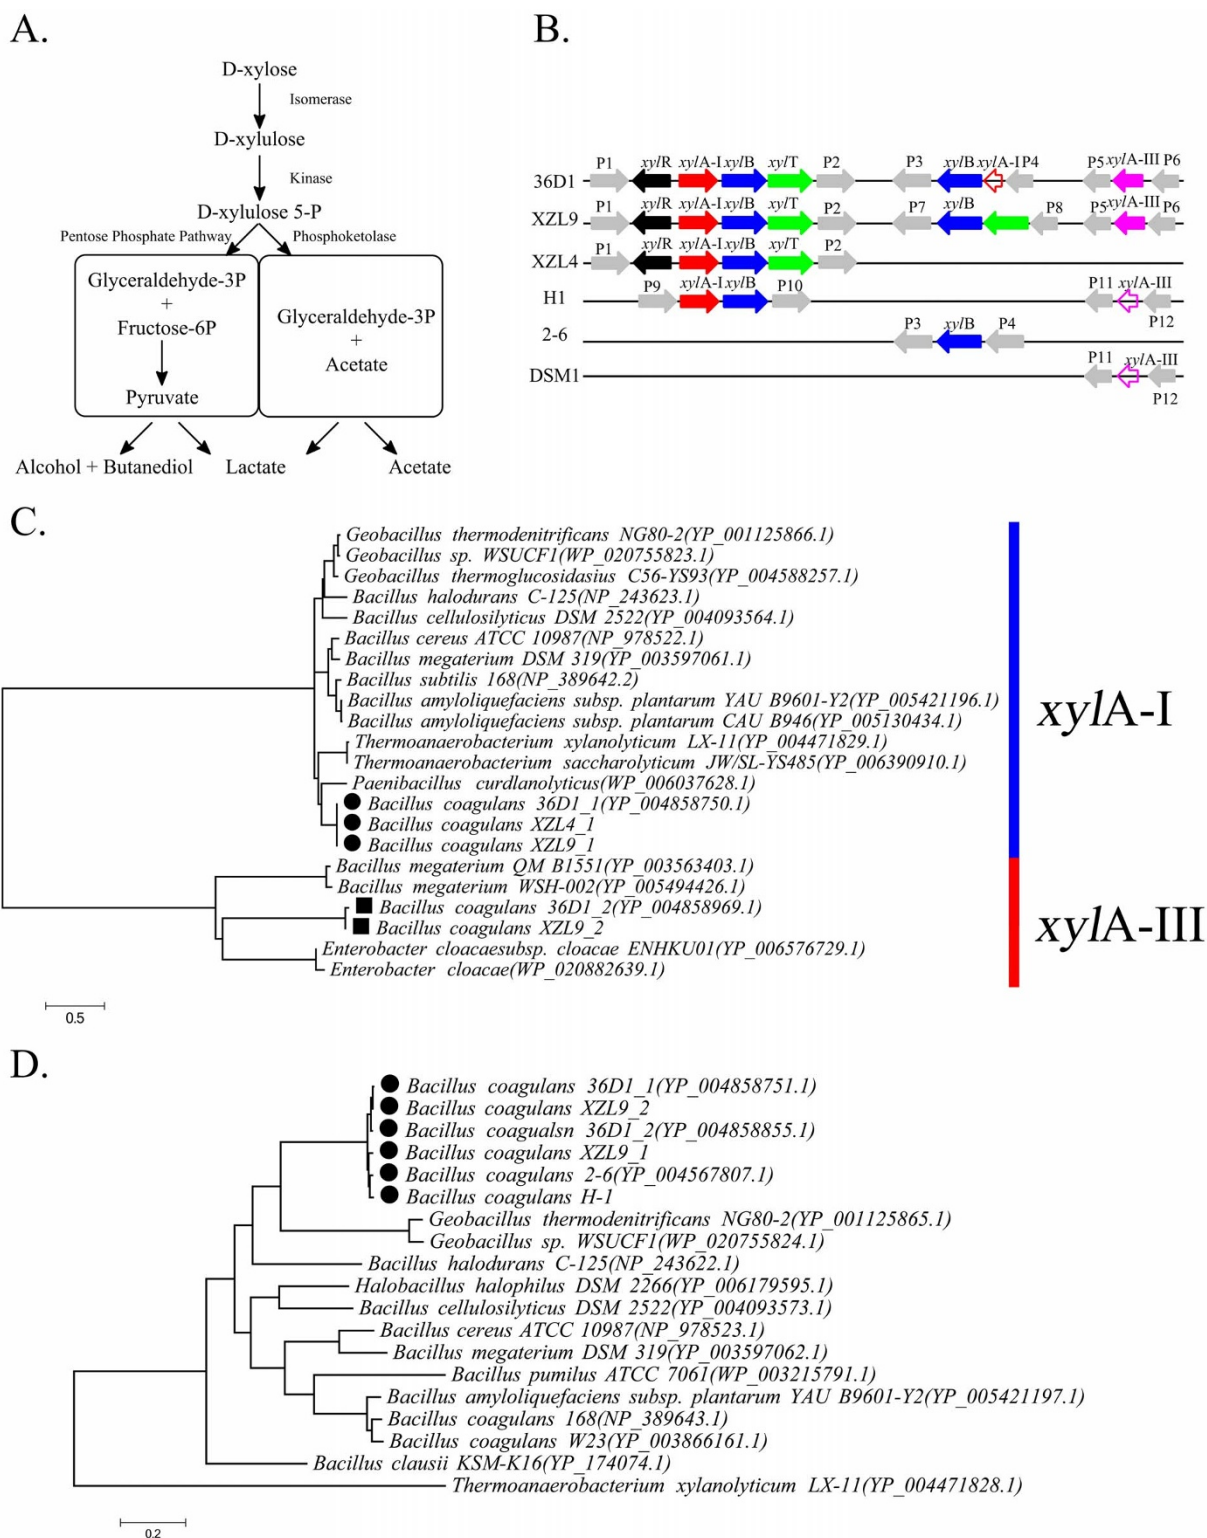 A.
D-xylose
Isomerase
D-xylulose
Kinase
D-xylulose 5-P
Pentose Phosphate Pathway Phosphoketolase
Glyceraldehyde-3P
+
Fructose-6P
Pyruvate
Glyceraldehyde-3P
+
Acetate
Alcohol + Butanediol Lactate Acetate
B.
P1 xylR xylA-I xylB xylT P2 P3 xylB xylA-I P4 P5 xylA-III P6
36D1
P1 xylR xylA-I xylB xylT P2 P7 xylB P8 P5 xylA-III P6
XZL9
P1 xylR xylA-I xylB xylT P2
XZL4
P9 xylA-I xylB P10 P11 xylA-III
H1
P12
P3 xylB P4
2-6
P11 xylA-III
DSM1
P12
C.
Geobacillus thermodenitrificans NG80-2(YP_001125866.1)
Geobacillus sp. WSUCF1(WP_020755823.1)
Geobacillus thermoglucosidasius C56-YS93(YP_004588257.1)
Bacillus halodurans C-125(NP_243623.1)
Bacillus cellulosilyticus DSM 2522(YP_004093564.1)
Bacillus cereus ATCC 10987(NP_978522.1)
Bacillus megaterium DSM 319(YP_003597061.1)
Bacillus subtilis 168(NP_389642.2)
Bacillus amyloliquefaciens subsp. plantarum YAU B9601-Y2(YP_005421196.1)
Bacillus amyloliquefaciens subsp. plantarum CAU B946(YP_005130434.1)
Thermoanaerobacterium xylanolyticum LX-11(YP_004471829.1)
Thermoanaerobacterium saccharolyticum JW/SL-YS485(YP_006390910.1)
Paenibacillus curdlanolyticus(WP_006037628.1)
Bacillus coagulans 36D1_1(YP_004858750.1)
Bacillus coagulans XZL4_1
Bacillus coagulans XZL9_1
Bacillus megaterium QM B1551(YP_003563403.1)
Bacillus megaterium WSH-002(YP_005494426.1)
Bacillus coagulans 36D1_2(YP_004858969.1)
Bacillus coagulans XZL9_2
Enterobacter cloacaesubsp. cloacae ENHKU01(YP_006576729.1)
Enterobacter cloacae(WP_020882639.1)
xylA-I
xylA-III
0.5
D.
Bacillus coagulans 36D1_1(YP_004858751.1)
Bacillus coagulans XZL9_2
Bacillus coagualsn 36D1_2(YP_004858855.1)
Bacillus coagulans XZL9_1
Bacillus coagulans 2-6(YP_004567807.1)
Bacillus coagulans H-1
Geobacillus thermodenitrificans NG80-2(YP_001125865.1)
Geobacillus sp. WSUCF1(WP_020755824.1)
Bacillus halodurans C-125(NP_243622.1)
Halobacillus halophilus DSM 2266(YP_006179595.1)
Bacillus cellulosilyticus DSM 2522(YP_004093573.1)
Bacillus cereus ATCC 10987(NP_978523.1)
Bacillus megaterium DSM 319(YP_003597062.1)
Bacillus pumilus ATCC 7061(WP_003215791.1)
Bacillus amyloliquefaciens subsp. plantarum YAU B9601-Y2(YP_005421197.1)
Bacillus coagulans 168(NP_389643.1)
Bacillus coagulans W23(YP_003866161.1)
Bacillus clausii KSM-K16(YP_174074.1)
Thermoanaerobacterium xylanolyticum LX-11(YP_004471828.1)
0.2